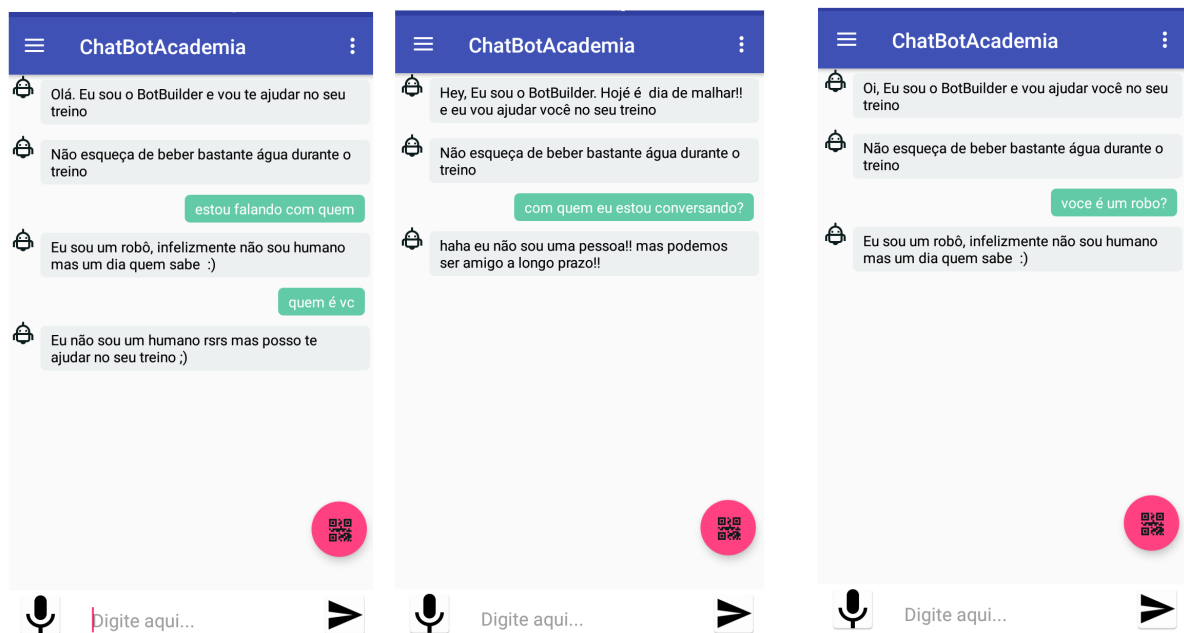 ChatBotAcademia
Olá. Eu sou o BotBuilder e vou te ajudar no seu
treino
Não esqueça de beber bastante água durante o
treino
estou falando com quem
Eu sou um robô, infelizmente não sou humano
mas um dia quem sabe :)
quem é vc
Eu não sou um humano rsrs mas posso te
ajudar no seu treino ;)
Digite aqui...
ChatBotAcademia
Hey, Eu sou o BotBuilder. Hojé é dia de malhar!!
e eu vou ajudar você no seu treino
Não esqueça de beber bastante água durante o
treino
com quem eu estou conversando?
haha eu não sou uma pessoa!! mas podemos
ser amigo a longo prazo!!
Digite aqui...
ChatBotAcademia
Oi, Eu sou o BotBuilder e vou ajudar você no seu
treino
Não esqueça de beber bastante água durante o
treino
voce é um robo?
Eu sou um robô, infelizmente não sou humano
mas um dia quem sabe :)
Digite aqui...